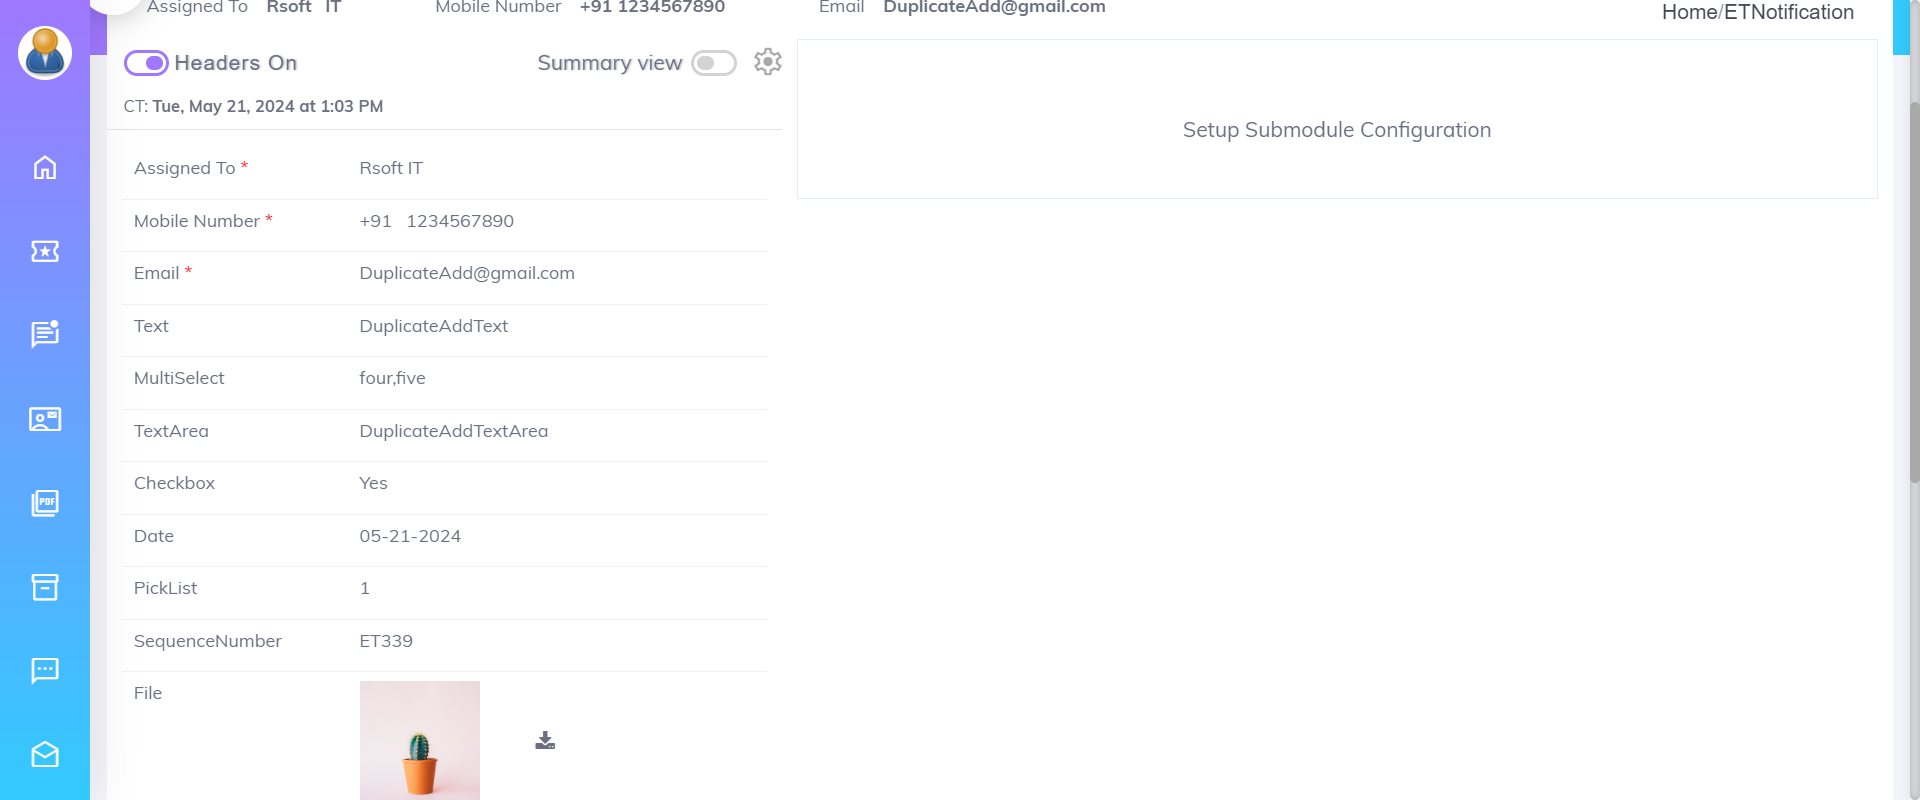 Assigned To Rsoft IT Mobile Number +91 1234567890 Email DuplicateAdd@gmail.com Home/ETNotification
Headers On Summary view
CT: Tue, May 21, 2024 at 1:03 PM
Setup Submodule Configuration
Assigned To * Rsoft IT
Mobile Number * +91 1234567890
Email * DuplicateAdd@gmail.com
Text DuplicateAddText
MultiSelect four,five
TextArea DuplicateAddTextArea
Checkbox Yes
Date 05-21-2024
PickList 1
SequenceNumber ET339
File
PDF